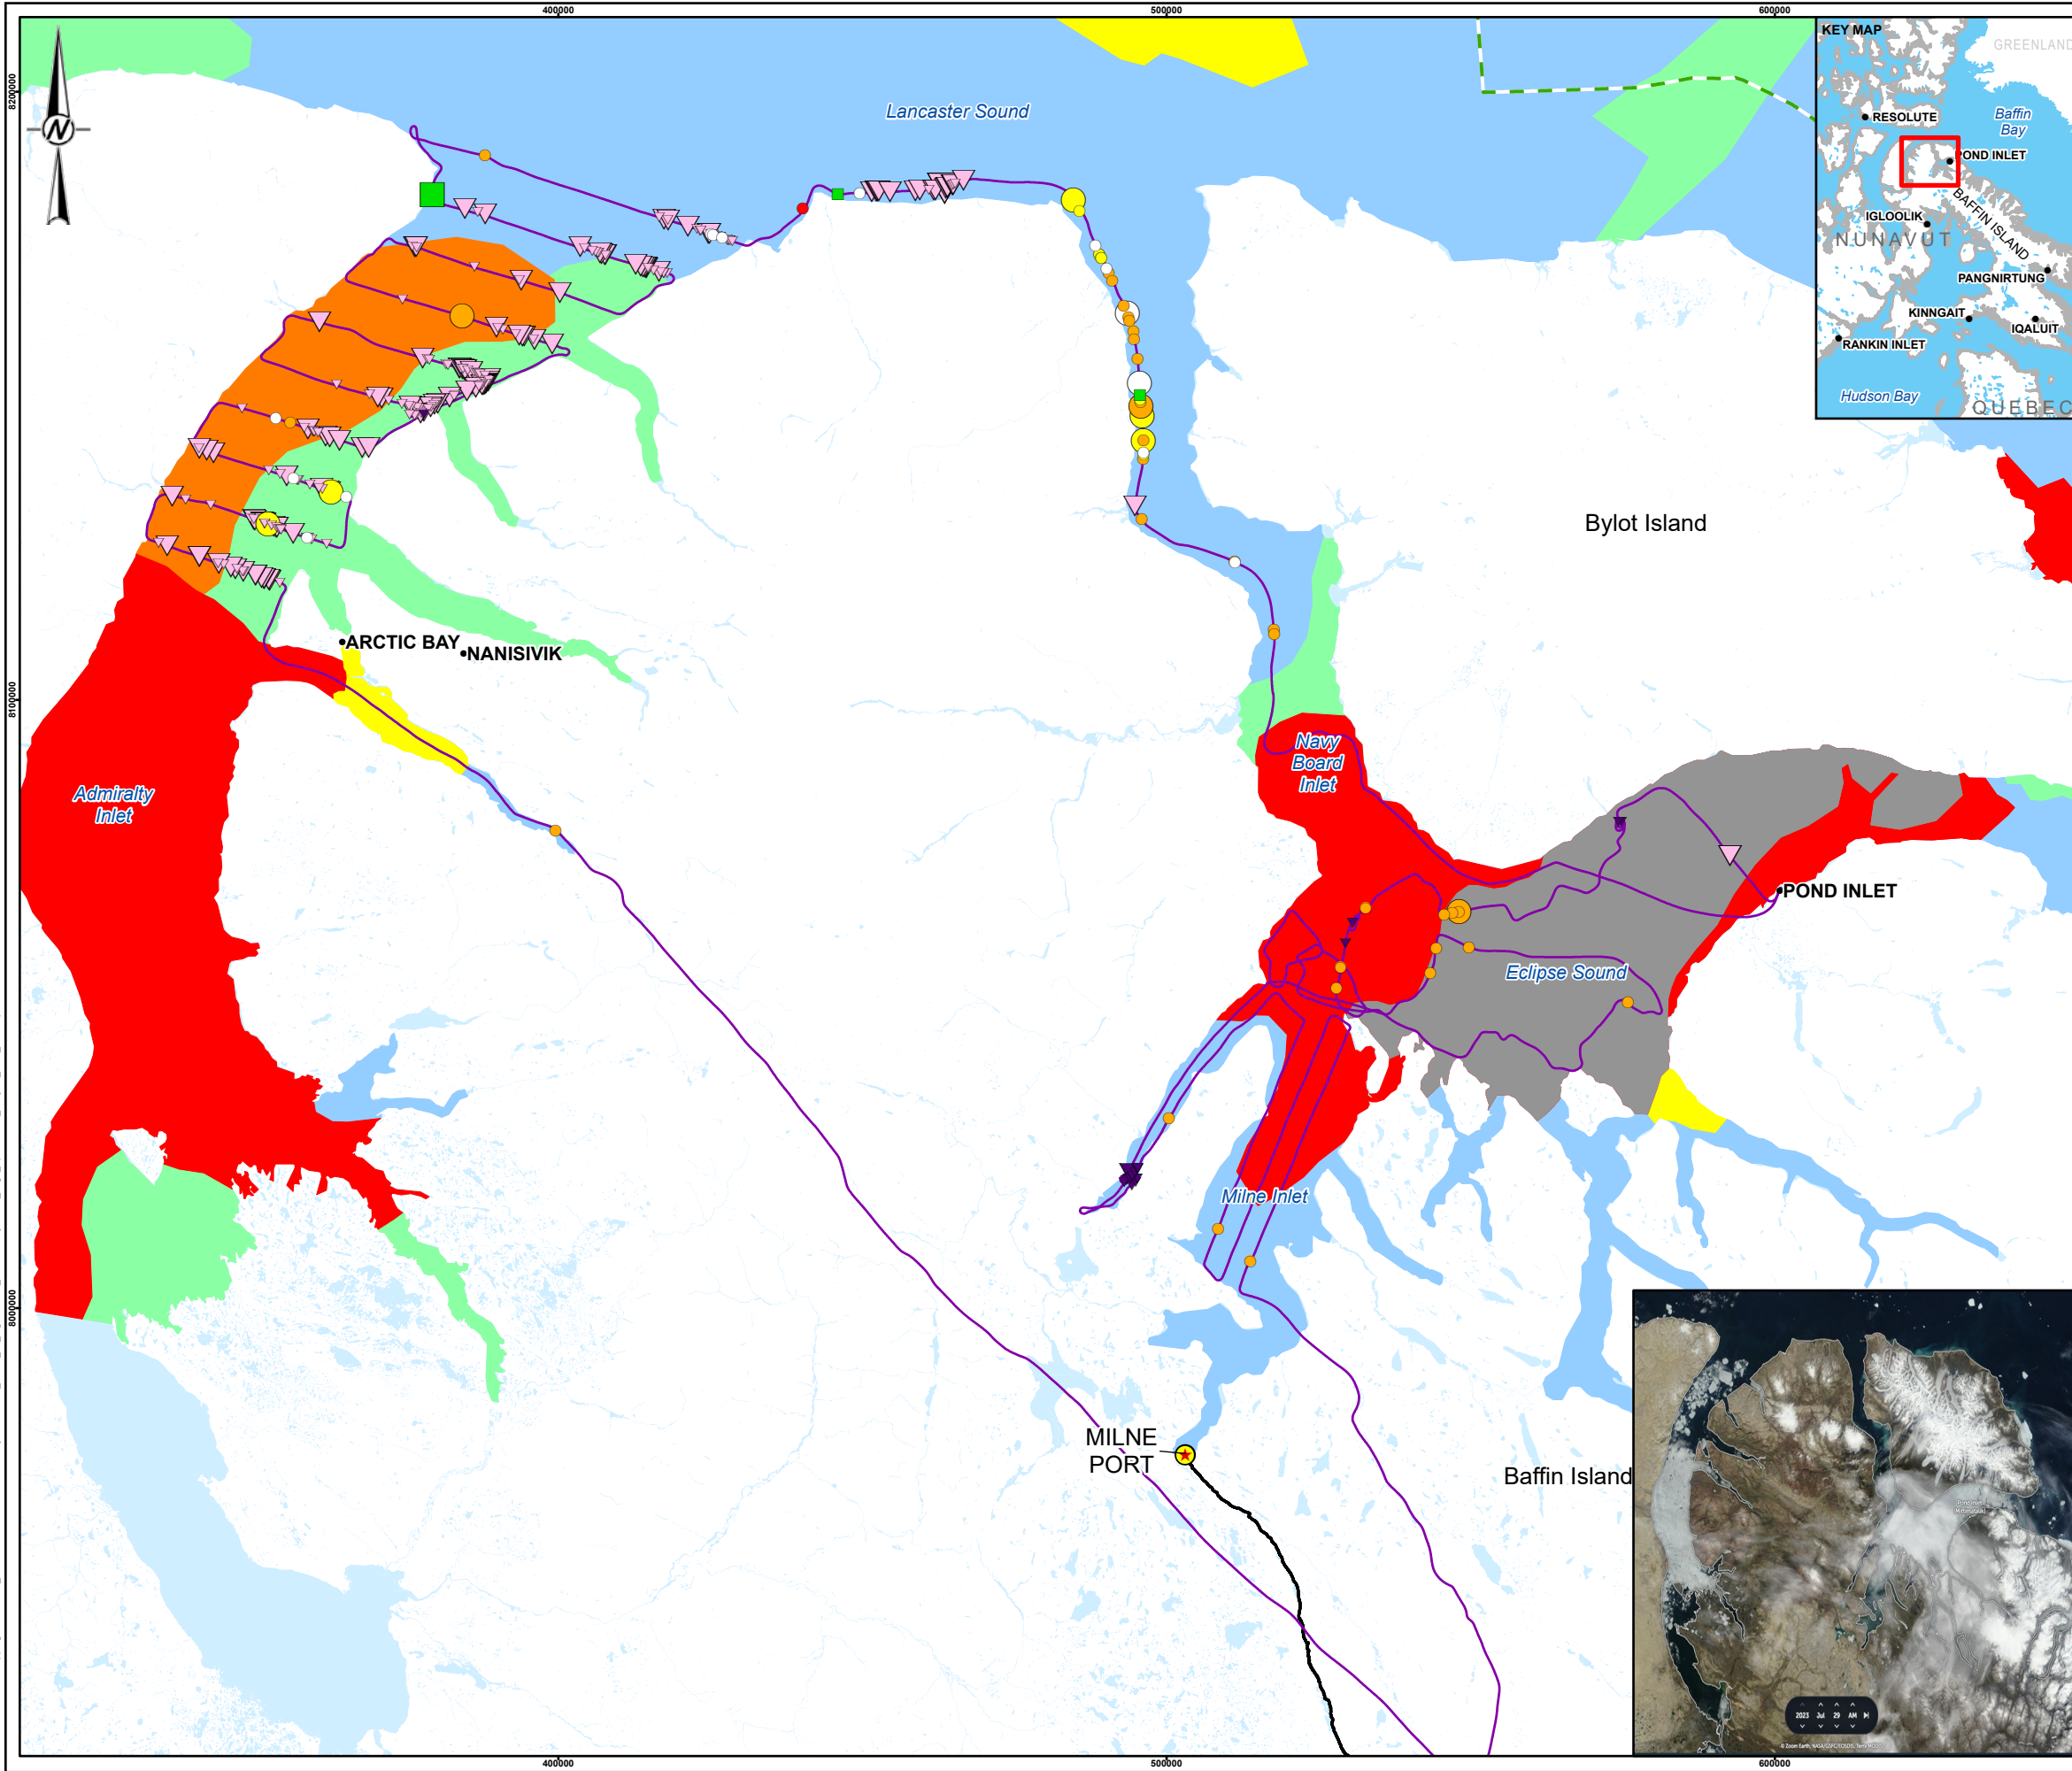 400000
500000
600000
8200000
8100000
8000000
N
Lancaster Sound
KEY MAP
GREENLAND
RESOLUTE
Baffin
Bay
POND INLET
BAFFIN ISLAND
IGLOOLIK
NUNAVUT
PANGNIRTUNG
KINNGAIT
IQALUIT
RANKIN INLET
Hudson Bay
QUEBEC
Bylot Island
ARCTIC BAY
NANISIVIK
Navy
Board
Inlet
Admiralty
Inlet
POND INLET
Eclipse Sound
Milne Inlet
MILNE
PORT
Baffin Island
Pond Inlet
2023 Jul 29 AM
400000
500000
600000